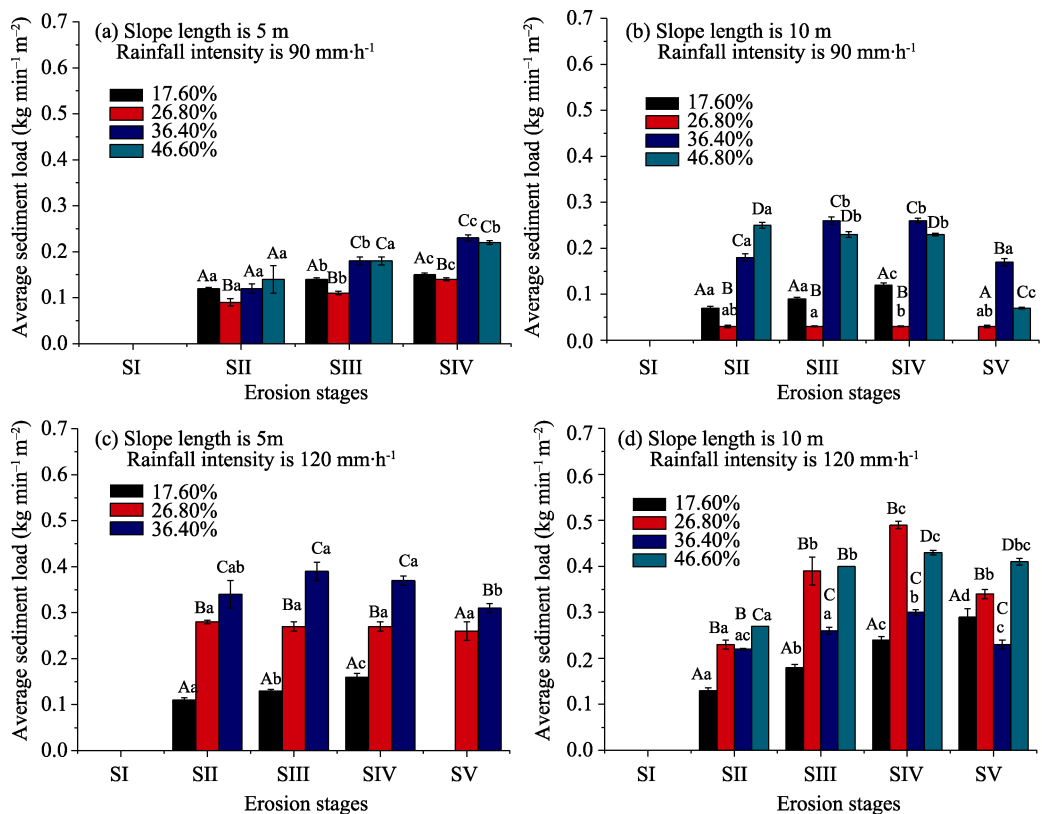 (a) Slope length is 5 m
Rainfall intensity is 90 mm·h⁻¹
17.60%
26.80%
36.40%
46.60%
Average sediment load (kg min⁻¹ m⁻²)
0.7
0.6
0.5
0.4
0.3
0.2
0.1
0.0
Aa Ba Aa Aa
Ab Bb Cb Ca
Ac Bc Cc Cb
SI SII SIII SIV
Erosion stages
(b) Slope length is 10 m
Rainfall intensity is 90 mm·h⁻¹
17.60%
26.80%
36.40%
46.80%
Average sediment load (kg min⁻¹ m⁻²)
0.7
0.6
0.5
0.4
0.3
0.2
0.1
0.0
Aa B ab Ca Da
Aa B a Cb Db
Ac B b Cb Db
A ab Ba Cc
SI SII SIII SIV SV
Erosion stages
(c) Slope length is 5m
Rainfall intensity is 120 mm·h⁻¹
17.60%
26.80%
36.40%
Average sediment load (kg min⁻¹ m⁻²)
0.7
0.6
0.5
0.4
0.3
0.2
0.1
0.0
Aa Ba Cab
Ab Ba Ca
Ac Ba Ca
Aa Bb
SI SII SIII SIV SV
Erosion stages
(d) Slope length is 10 m
Rainfall intensity is 120 mm·h⁻¹
17.60%
26.80%
36.40%
46.60%
Average sediment load (kg min⁻¹ m⁻²)
0.7
0.6
0.5
0.4
0.3
0.2
0.1
0.0
Aa Ba B ac Ca
Ab Bb C a Bb
Ac Bc C b Dc
Ad Bb C c Dbc
SI SII SIII SIV SV
Erosion stages